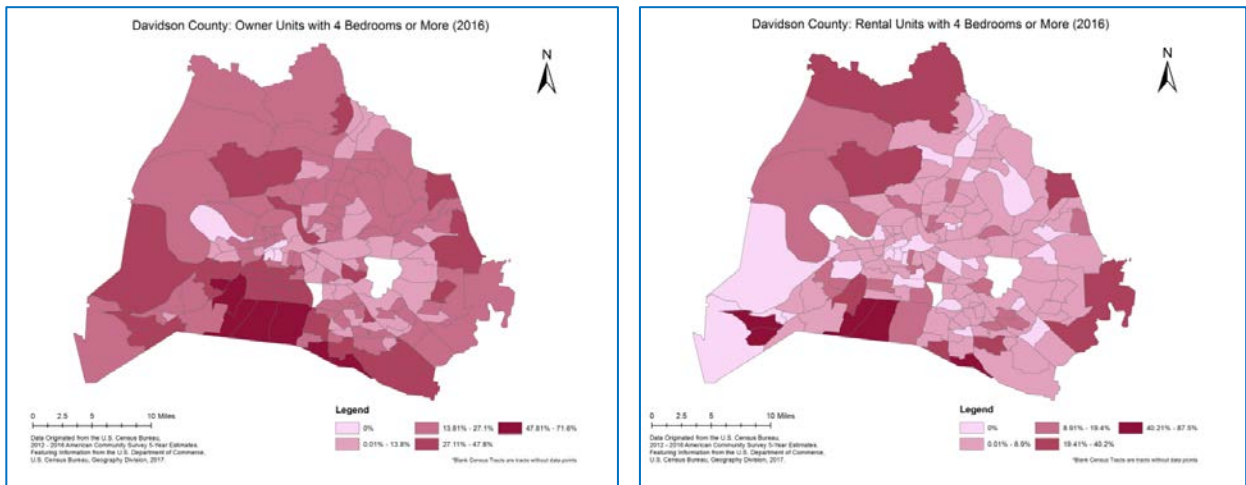 Davidson County: Owner Units with 4 Bedrooms or More (2016)
N
0 2.5 5 10 Miles
Legend
0%
0.01% - 13.8%
13.81% - 27.1%
27.11% - 47.8%
47.81% - 71.6%
Data Originated from the U.S. Census Bureau,
2012 - 2016 American Community Survey 5-Year Estimates.
Featuring Information from the U.S. Department of Commerce,
U.S. Census Bureau, Geography Division, 2017.
*Blank Census Tracts are tracts without data points
Davidson County: Rental Units with 4 Bedrooms or More (2016)
N
0 2.5 5 10 Miles
Legend
0%
0.01% - 8.9%
8.91% - 19.4%
19.41% - 40.2%
40.21% - 87.5%
Data Originated from the U.S. Census Bureau,
2012 - 2016 American Community Survey 5-Year Estimates.
Featuring Information from the U.S. Department of Commerce,
U.S. Census Bureau, Geography Division, 2017.
*Blank Census Tracts are tracts without data points